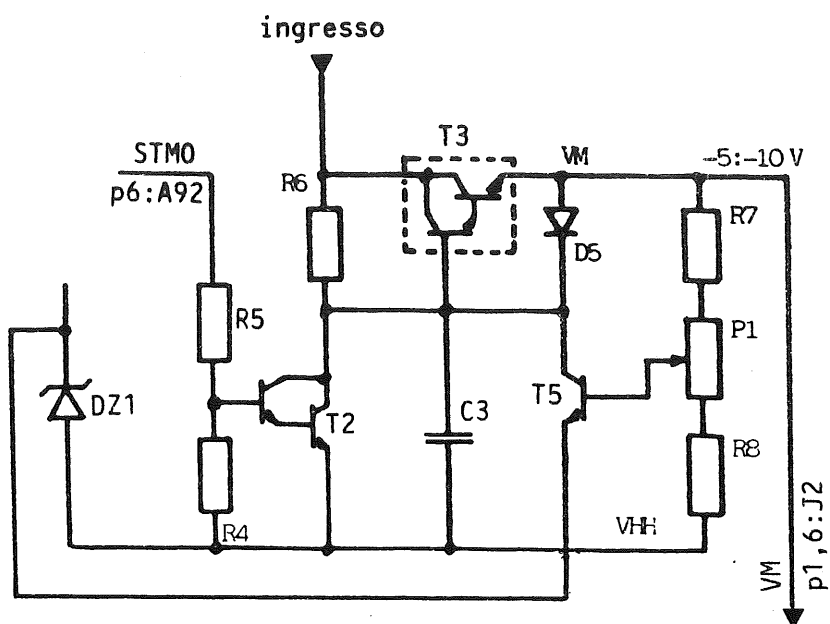 ingresso
T3
STMO
p6:A92
R6
VM
-5:-10 V
R7
D5
R5
P1
DZ1
T2
C3
T5
R8
R4
VHH
VM
p1,6:J2